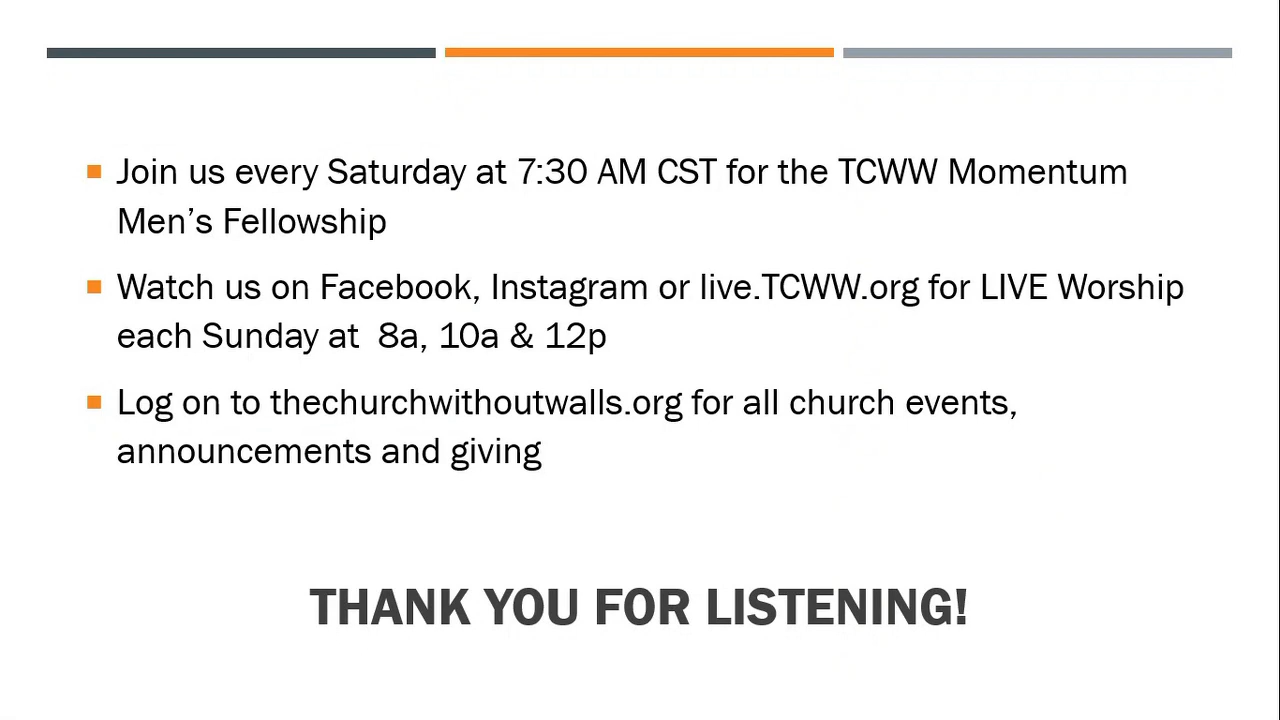 Join us every Saturday at 7:30 AM CST for the TCWW Momentum
Men’s Fellowship
Watch us on Facebook, Instagram or live.TCWW.org for LIVE Worship
each Sunday at  8a, 10a & 12p
Log on to thechurchwithoutwalls.org for all church events,
announcements and giving
THANK YOU FOR LISTENING!